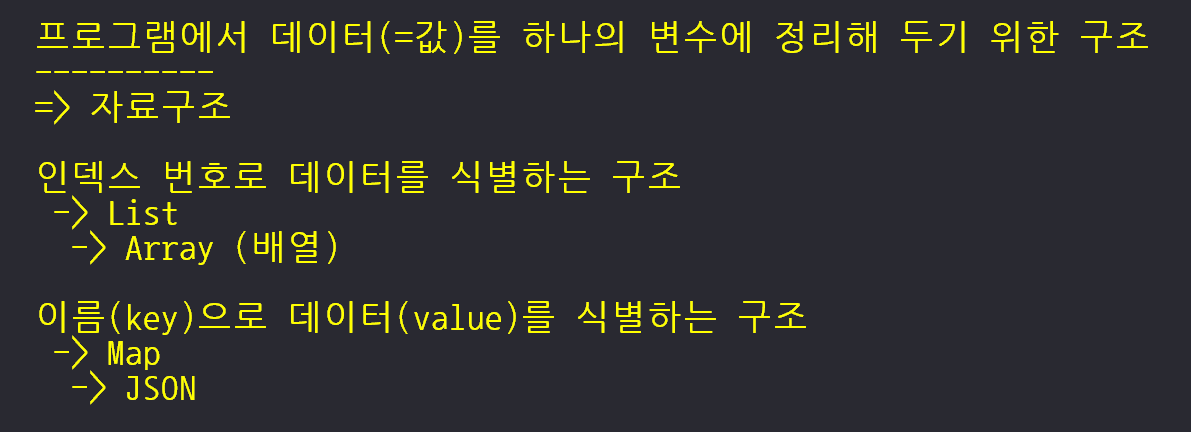 프로그램에서 데이터(=값)를 하나의 변수에 정리해 두기 위한 구조
----------
=> 자료구조
인덱스 번호로 데이터를 식별하는 구조
-> List
-> Array (배열)
이름(key)으로 데이터(value)를 식별하는 구조
-> Map
-> JSON